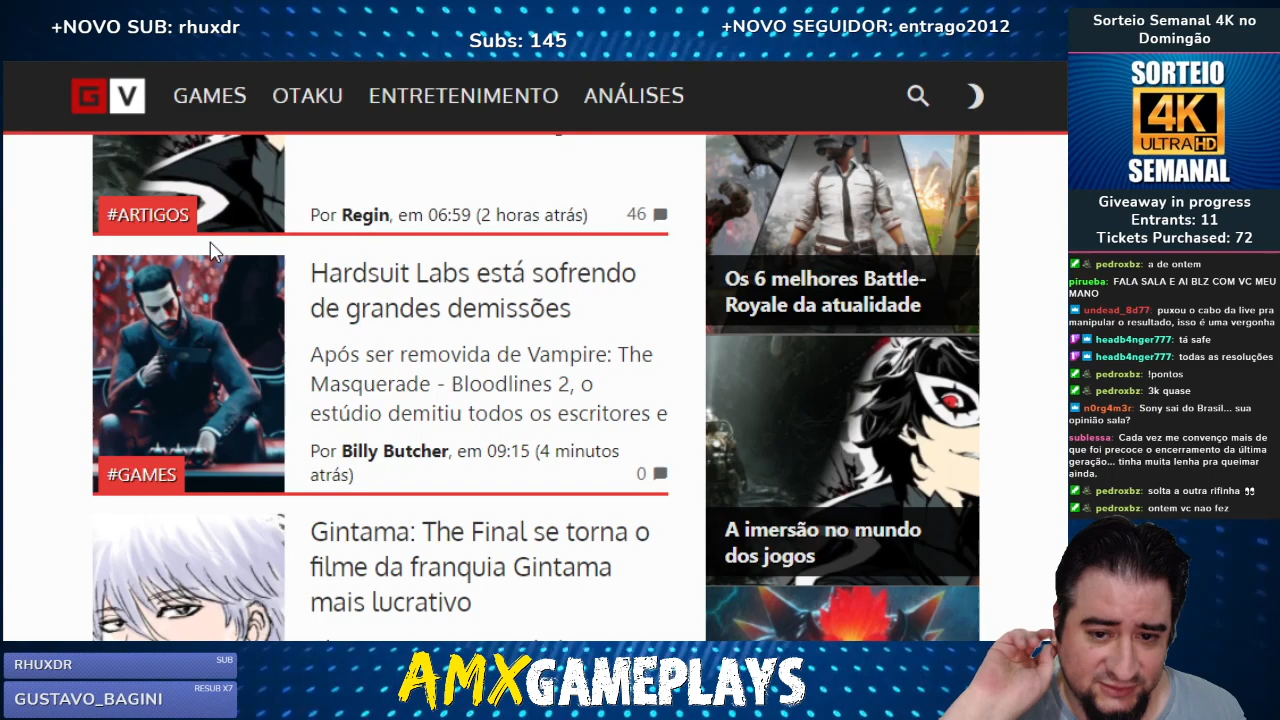 +NOVO SUB: rhuxdr
Subs: 145
+NOVO SEGUIDOR: entrago2012
Sorteio Semanal 4K no
Domingão
SORTEIO
4K
ULTRA HD
SEMANAL
Giveaway in progress
Entrants: 11
Tickets Purchased: 72
G V
GAMES OTAKU ENTRETENIMENTO ANÁLISES
#ARTIGOS
Por Regin, em 06:59 (2 horas atrás) 46
Hardsuit Labs está sofrendo
de grandes demissões
Após ser removida de Vampire: The
Masquerade - Bloodlines 2, o
estúdio demitiu todos os escritores e
Por Billy Butcher, em 09:15 (4 minutos
atrás) 0
#GAMES
Gintama: The Final se torna o
filme da franquia Gintama
mais lucrativo
Os 6 melhores Battle-
Royale da atualidade
A imersão no mundo
dos jogos
pedroxbz: a de ontem
pirueba: FALA SALA E AI BLZ COM VC MEU
MANO
undead_8d77: puxou o cabo da live pra
manipular o resultado, isso é uma vergonha
headb4nger777: tá safe
headb4nger777: todas as resoluções
pedroxbz: !pontos
pedroxbz: 3k quase
n0rg4m3r: Sony sai do Brasil... sua
opinião sala?
sublessa: Cada vez me convenço mais de
que foi precoce o encerramento da última
geração... tinha muita lenha pra queimar
ainda.
pedroxbz: solta a outra rifinha
pedroxbz: ontem vc nao fez
RHUXDR SUB
GUSTAVO_BAGINI RESUB X7
AMXGAMEPLAYS